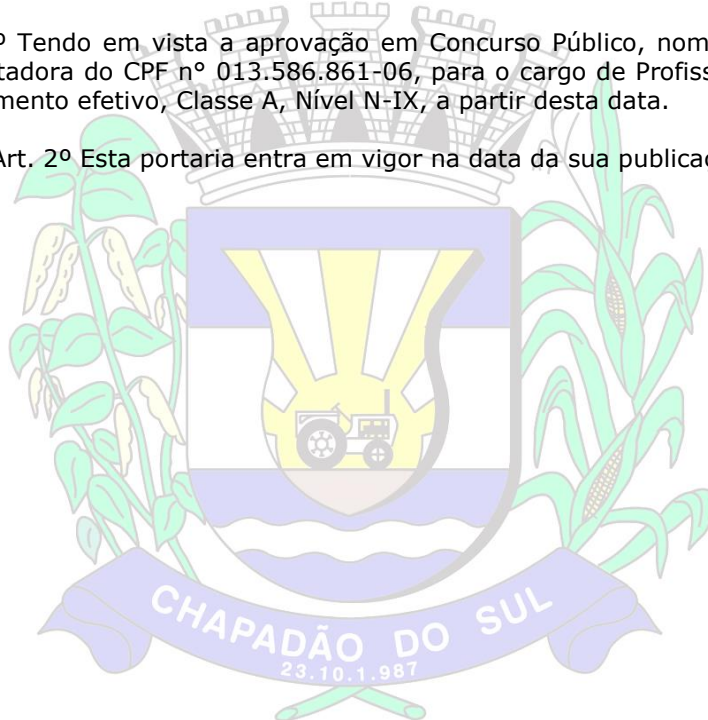 º Tendo em vista a aprovação em Concurso Público, nom
tadora do CPF n° 013.586.861-06, para o cargo de Profiss
mento efetivo, Classe A, Nível N-IX, a partir desta data.
Art. 2º Esta portaria entra em vigor na data da sua publicaç
CHAPADÃO DO SUL
23.10.1.987